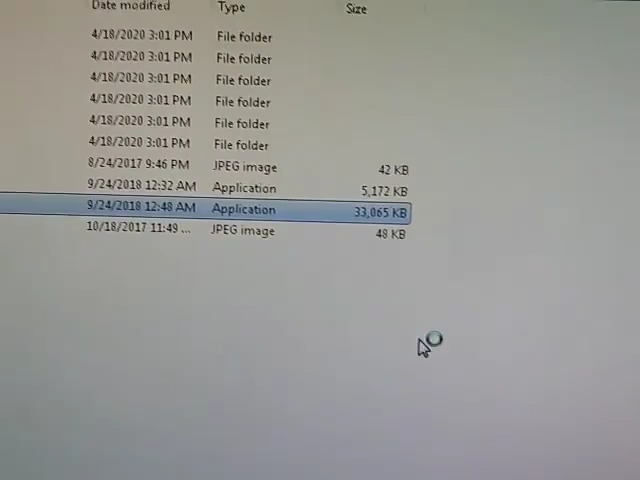 Date modified Type Size
4/18/2020 3:01 PM File folder
4/18/2020 3:01 PM File folder
4/18/2020 3:01 PM File folder
4/18/2020 3:01 PM File folder
4/18/2020 3:01 PM File folder
4/18/2020 3:01 PM File folder
8/24/2017 9:46 PM JPEG image 42 KB
9/24/2018 12:32 AM Application 5,172 KB
9/24/2018 12:48 AM Application 33,065 KB
10/18/2017 11:49 ... JPEG image 48 KB